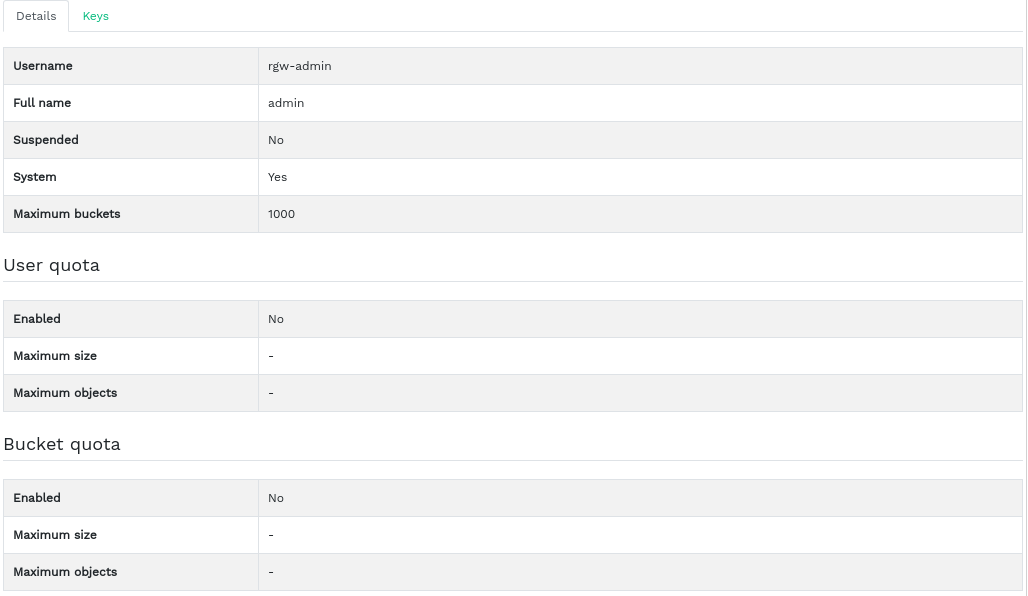 Details Keys
Username rgw-admin
Full name admin
Suspended No
System Yes
Maximum buckets 1000
User quota
Enabled No
Maximum size -
Maximum objects -
Bucket quota
Enabled No
Maximum size -
Maximum objects -